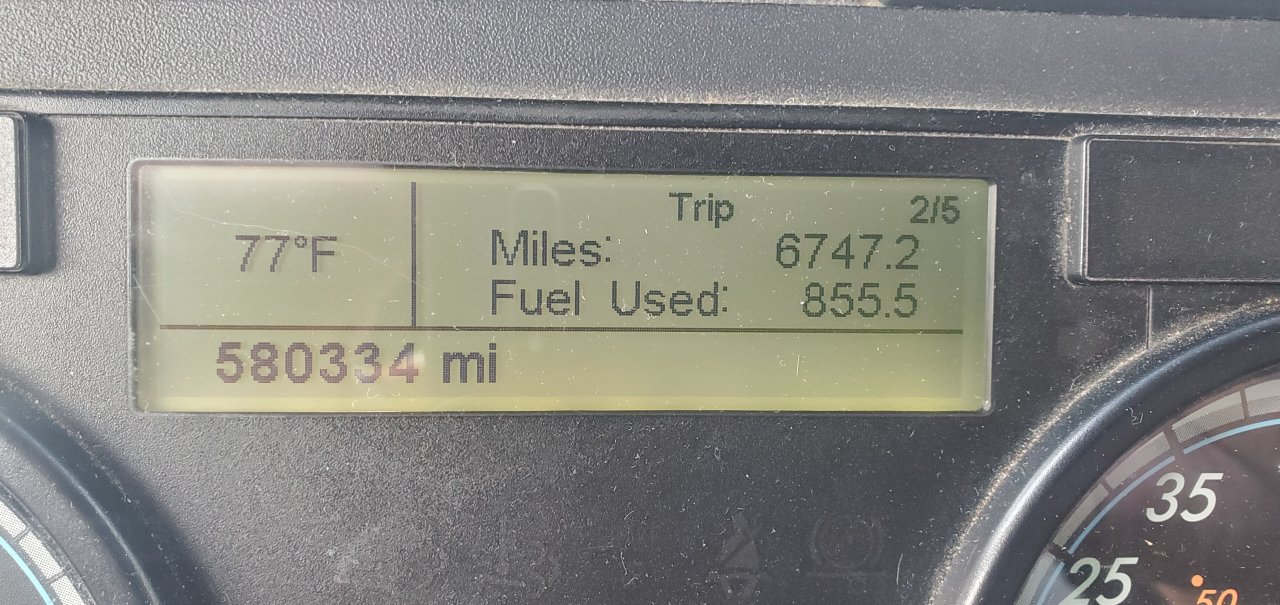 Trip 2/5
77°F
Miles: 6747.2
Fuel Used: 855.5
580334 mi
35
25
50